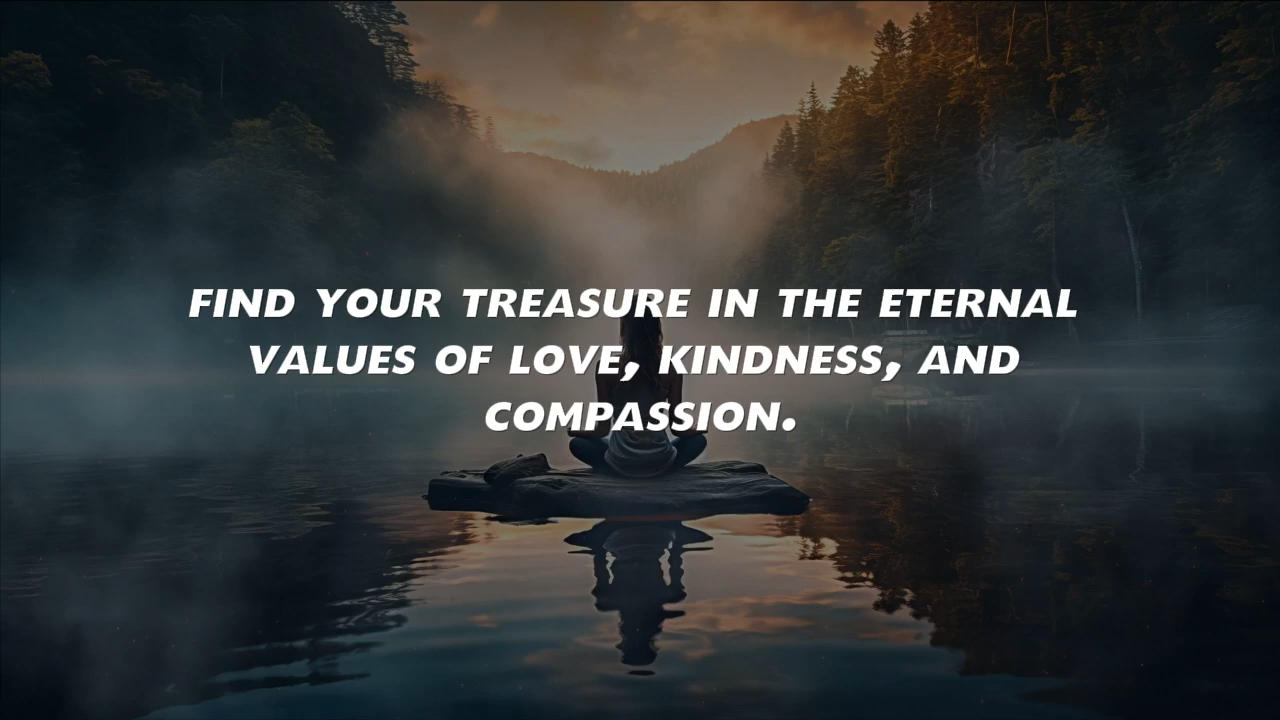 FIND YOUR TREASURE IN THE ETERNAL
VALUES OF LOVE, KINDNESS, AND
COMPASSION.